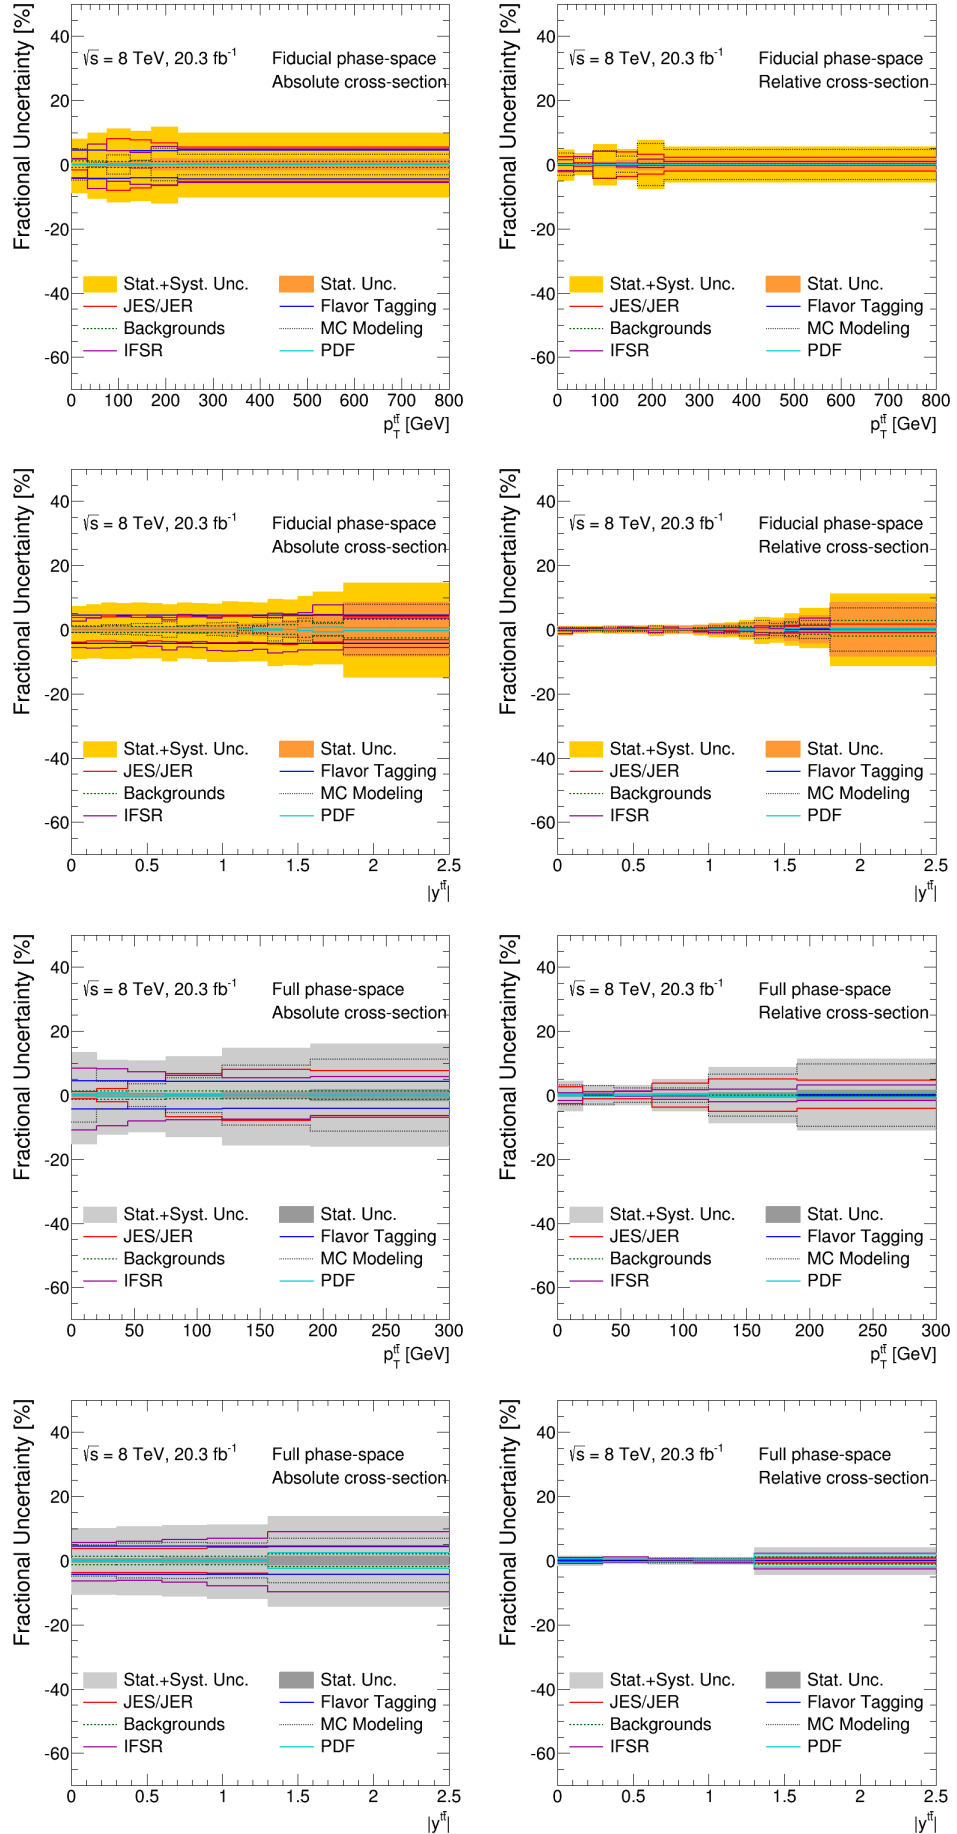 Fractional Uncertainty [%]
40
20
0
-20
-40
-60
√s = 8 TeV, 20.3 fb⁻¹
Fiducial phase-space
Absolute cross-section
Stat.+Syst. Unc.
Stat. Unc.
JES/JER
Flavor Tagging
Backgrounds
MC Modeling
IFSR
PDF
0 100 200 300 400 500 600 700 800
p_T^{tt̄} [GeV]
Fractional Uncertainty [%]
40
20
0
-20
-40
-60
√s = 8 TeV, 20.3 fb⁻¹
Fiducial phase-space
Relative cross-section
Stat.+Syst. Unc.
Stat. Unc.
JES/JER
Flavor Tagging
Backgrounds
MC Modeling
IFSR
PDF
0 100 200 300 400 500 600 700 800
p_T^{tt̄} [GeV]
Fractional Uncertainty [%]
40
20
0
-20
-40
-60
√s = 8 TeV, 20.3 fb⁻¹
Fiducial phase-space
Absolute cross-section
Stat.+Syst. Unc.
Stat. Unc.
JES/JER
Flavor Tagging
Backgrounds
MC Modeling
IFSR
PDF
0 0.5 1 1.5 2 2.5
|y^{tt̄}|
Fractional Uncertainty [%]
40
20
0
-20
-40
-60
√s = 8 TeV, 20.3 fb⁻¹
Fiducial phase-space
Relative cross-section
Stat.+Syst. Unc.
Stat. Unc.
JES/JER
Flavor Tagging
Backgrounds
MC Modeling
IFSR
PDF
0 0.5 1 1.5 2 2.5
|y^{tt̄}|
Fractional Uncertainty [%]
40
20
0
-20
-40
-60
√s = 8 TeV, 20.3 fb⁻¹
Full phase-space
Absolute cross-section
Stat.+Syst. Unc.
Stat. Unc.
JES/JER
Flavor Tagging
Backgrounds
MC Modeling
IFSR
PDF
0 50 100 150 200 250 300
p_T^{tt̄} [GeV]
Fractional Uncertainty [%]
40
20
0
-20
-40
-60
√s = 8 TeV, 20.3 fb⁻¹
Full phase-space
Relative cross-section
Stat.+Syst. Unc.
Stat. Unc.
JES/JER
Flavor Tagging
Backgrounds
MC Modeling
IFSR
PDF
0 50 100 150 200 250 300
p_T^{tt̄} [GeV]
Fractional Uncertainty [%]
40
20
0
-20
-40
-60
√s = 8 TeV, 20.3 fb⁻¹
Full phase-space
Absolute cross-section
Stat.+Syst. Unc.
Stat. Unc.
JES/JER
Flavor Tagging
Backgrounds
MC Modeling
IFSR
PDF
0 0.5 1 1.5 2 2.5
|y^{tt̄}|
Fractional Uncertainty [%]
40
20
0
-20
-40
-60
√s = 8 TeV, 20.3 fb⁻¹
Full phase-space
Relative cross-section
Stat.+Syst. Unc.
Stat. Unc.
JES/JER
Flavor Tagging
Backgrounds
MC Modeling
IFSR
PDF
0 0.5 1 1.5 2 2.5
|y^{tt̄}|